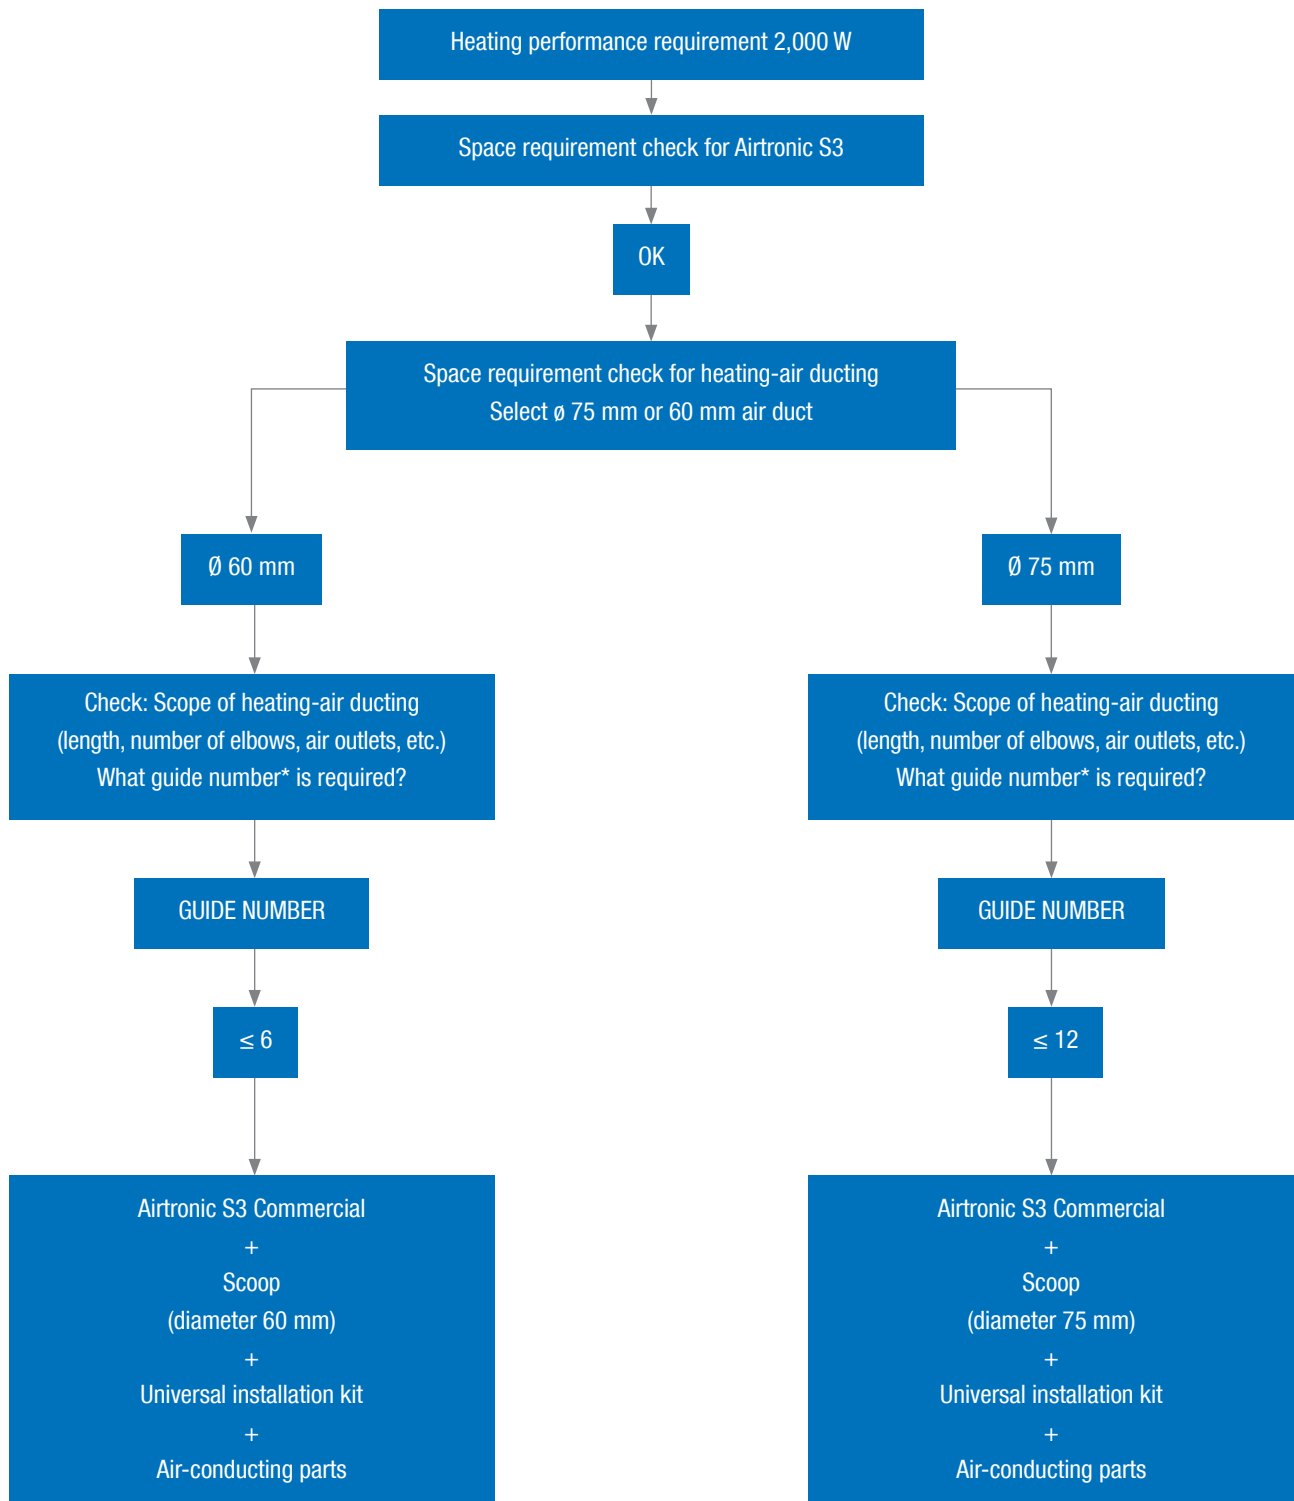 Heating performance requirement 2,000 W
Space requirement check for Airtronic S3
OK
Space requirement check for heating-air ducting
Select ø 75 mm or 60 mm air duct
Ø 60 mm
Ø 75 mm
Check: Scope of heating-air ducting
(length, number of elbows, air outlets, etc.)
What guide number* is required?
Check: Scope of heating-air ducting
(length, number of elbows, air outlets, etc.)
What guide number* is required?
GUIDE NUMBER
GUIDE NUMBER
≤ 6
≤ 12
Airtronic S3 Commercial
+
Scoop
(diameter 60 mm)
+
Universal installation kit
+
Air-conducting parts
Airtronic S3 Commercial
+
Scoop
(diameter 75 mm)
+
Universal installation kit
+
Air-conducting parts